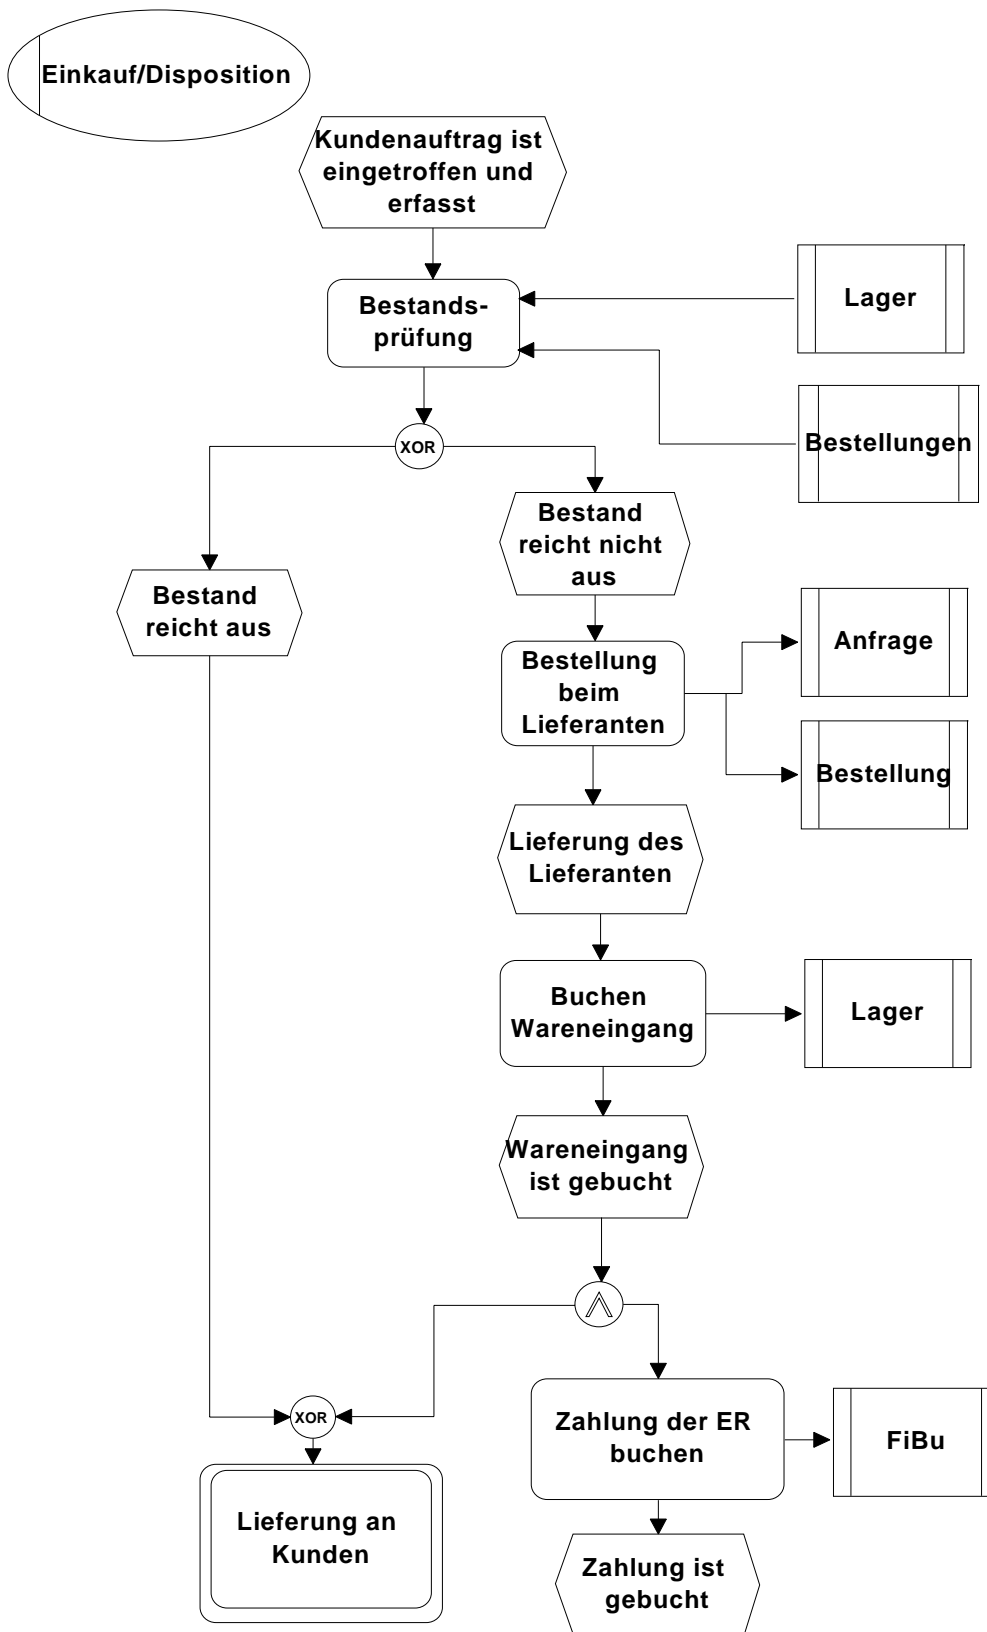 Einkauf/Disposition
Kundenauftrag ist
eingetroffen und
erfasst
Bestands-
prüfung
Lager
Bestellungen
XOR
Bestand
reicht nicht
aus
Bestand
reicht aus
Bestellung
beim
Lieferanten
Anfrage
Bestellung
Lieferung des
Lieferanten
Buchen
Wareneingang
Lager
Wareneingang
ist gebucht
XOR
Zahlung der ER
buchen
FiBu
Lieferung an
Kunden
Zahlung ist
gebucht